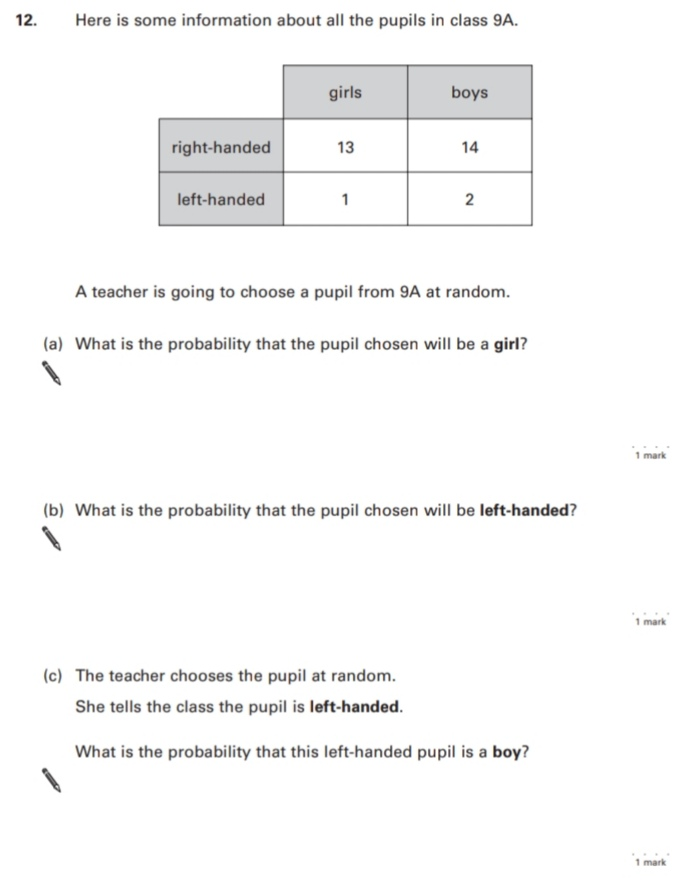 12. Here is some information about all the pupils in class 9A.
girls boys
right-handed 13 14
left-handed 1 2
A teacher is going to choose a pupil from 9A at random.
(a) What is the probability that the pupil chosen will be a girl?
1 mark
(b) What is the probability that the pupil chosen will be left-handed?
1 mark
(c) The teacher chooses the pupil at random.
She tells the class the pupil is left-handed.
What is the probability that this left-handed pupil is a boy?
1 mark